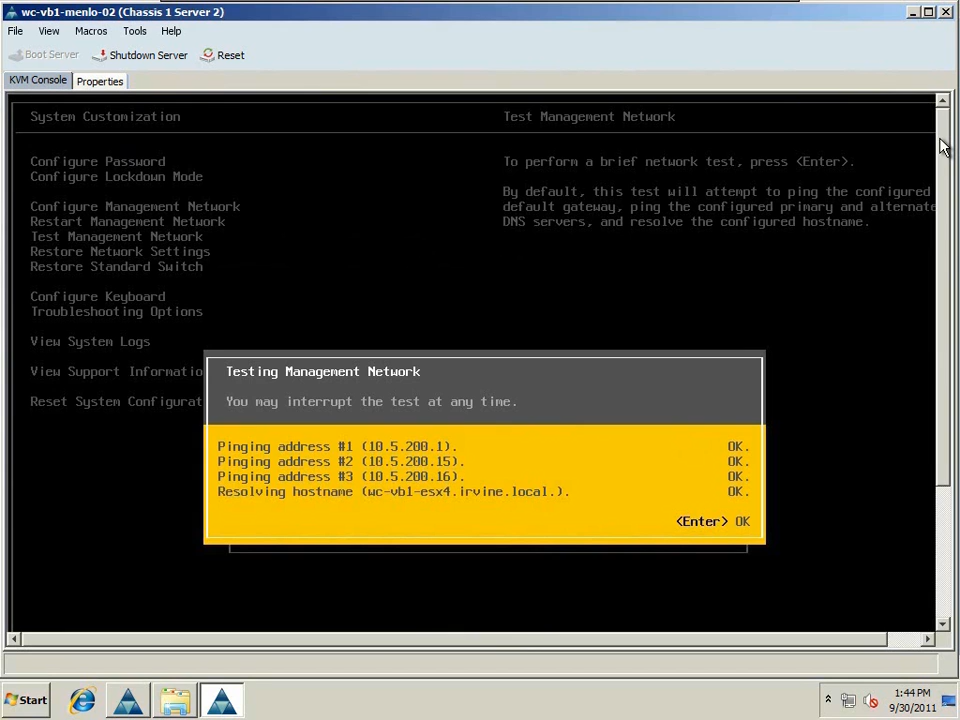 wc-vb1-menlo-02 (Chassis 1 Server 2)
File View Macros Tools Help
Boot Server Shutdown Server Reset
KVM Console Properties
System Customization
Test Management Network
Configure Password
Configure Lockdown Mode
Configure Management Network
Restart Management Network
Test Management Network
Restore Network Settings
Restore Standard Switch
Configure Keyboard
Troubleshooting Options
View System Logs
View Support Informatio
Reset System Configurat
To perform a brief network test, press <Enter>.
By default, this test will attempt to ping the configured
default gateway, ping the configured primary and alternate
DNS servers, and resolve the configured hostname.
Testing Management Network
You may interrupt the test at any time.
Pinging address #1 (10.5.200.1). OK.
Pinging address #2 (10.5.200.15). OK.
Pinging address #3 (10.5.200.16). OK.
Resolving hostname (wc-vb1-esx4.irvine.local.). OK.
<Enter> OK
Start
1:44 PM
9/30/2011